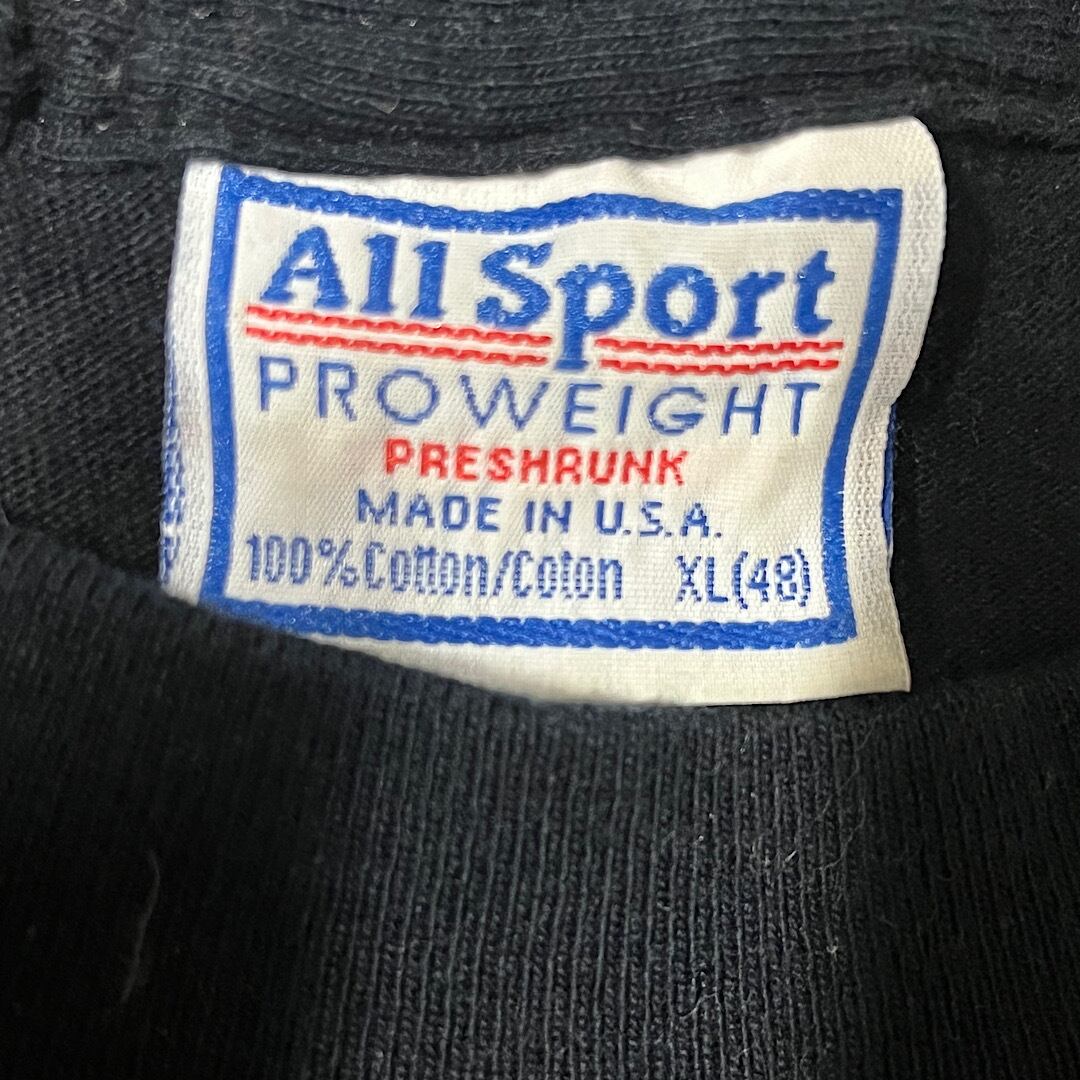 All Sport
PROWEIGHT
PRESHRUNK
MADE IN U.S.A.
100% Cotton/Coton XL(48)